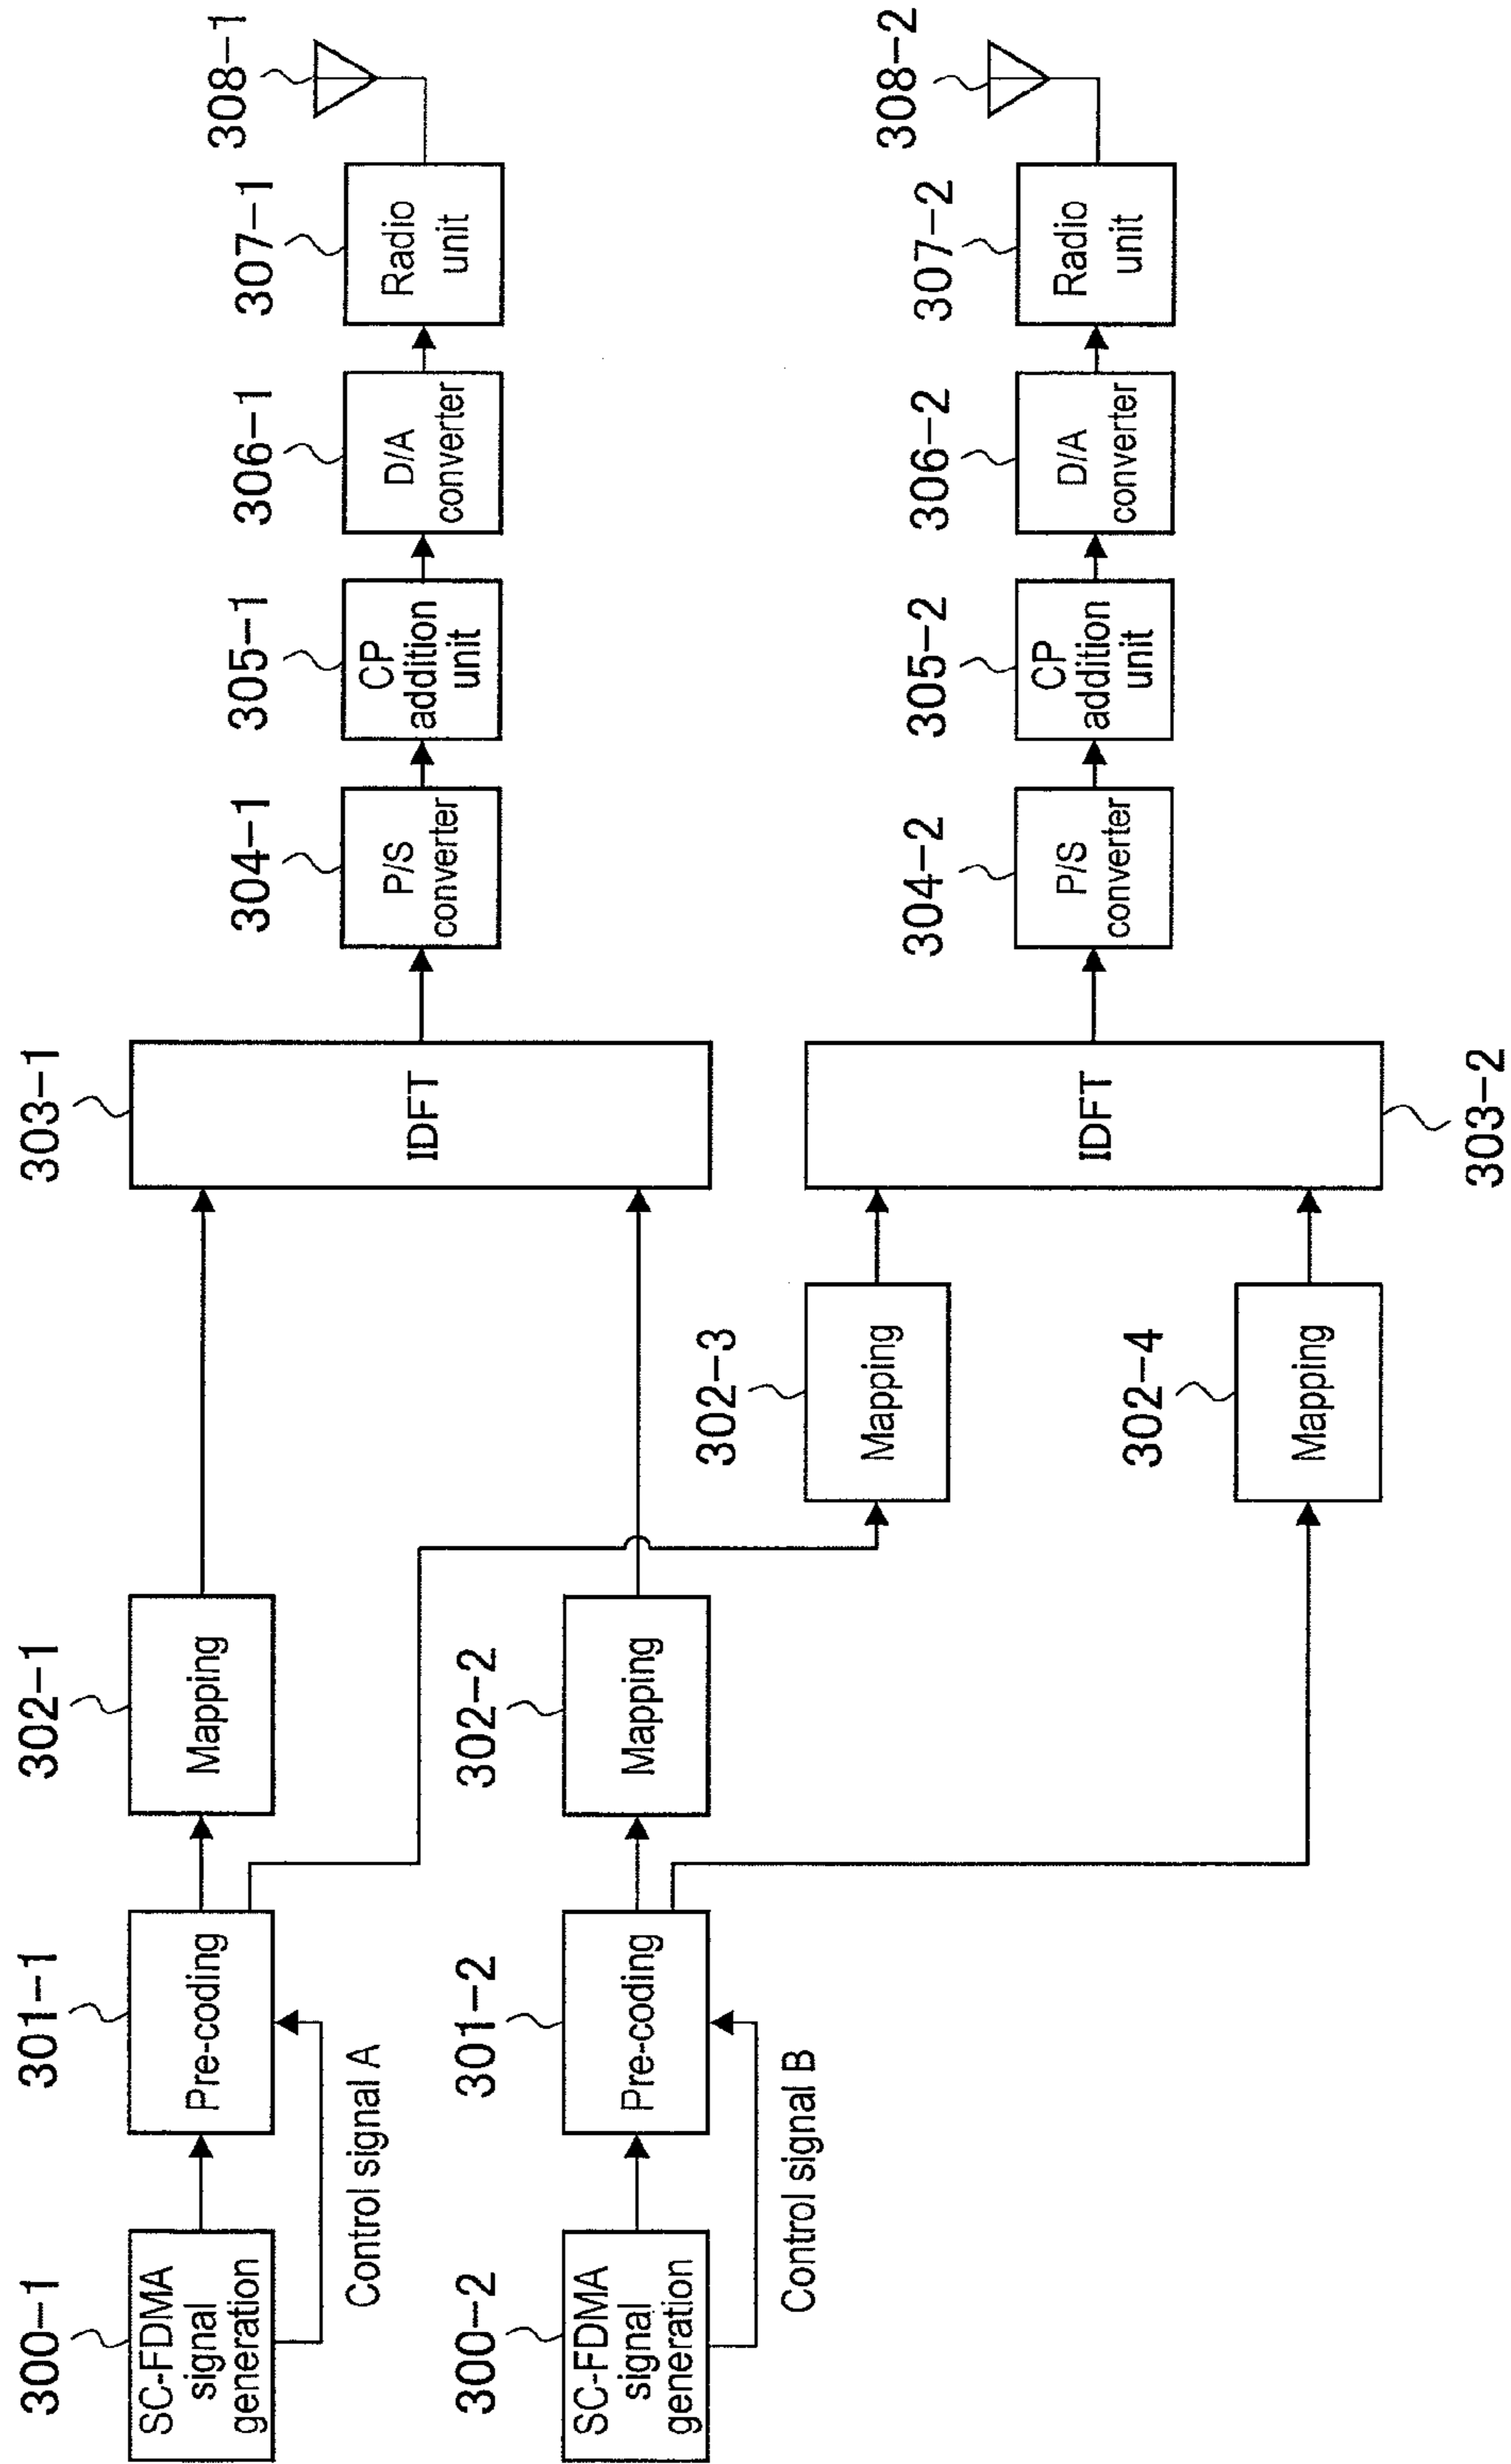 300-1
SC-FDMA
signal
generation
Control signal A
301-1
Pre-coding
302-1
Mapping
303-1
IDFT
304-1
P/S
converter
305-1
CP
addition
unit
306-1
D/A
converter
307-1
Radio
unit
308-1
300-2
SC-FDMA
signal
generation
Control signal B
301-2
Pre-coding
302-2
Mapping
302-3
Mapping
302-4
Mapping
IDFT
303-2
304-2
P/S
converter
305-2
CP
addition
unit
306-2
D/A
converter
307-2
Radio
unit
308-2